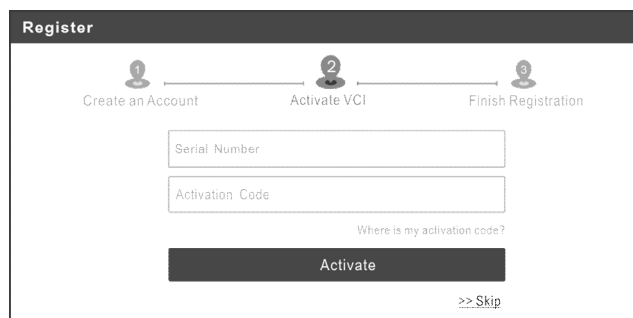 Register
1 2 3
Create an Account Activate VCI Finish Registration
Serial Number
Activation Code
Where is my activation code?
Activate
>> Skip